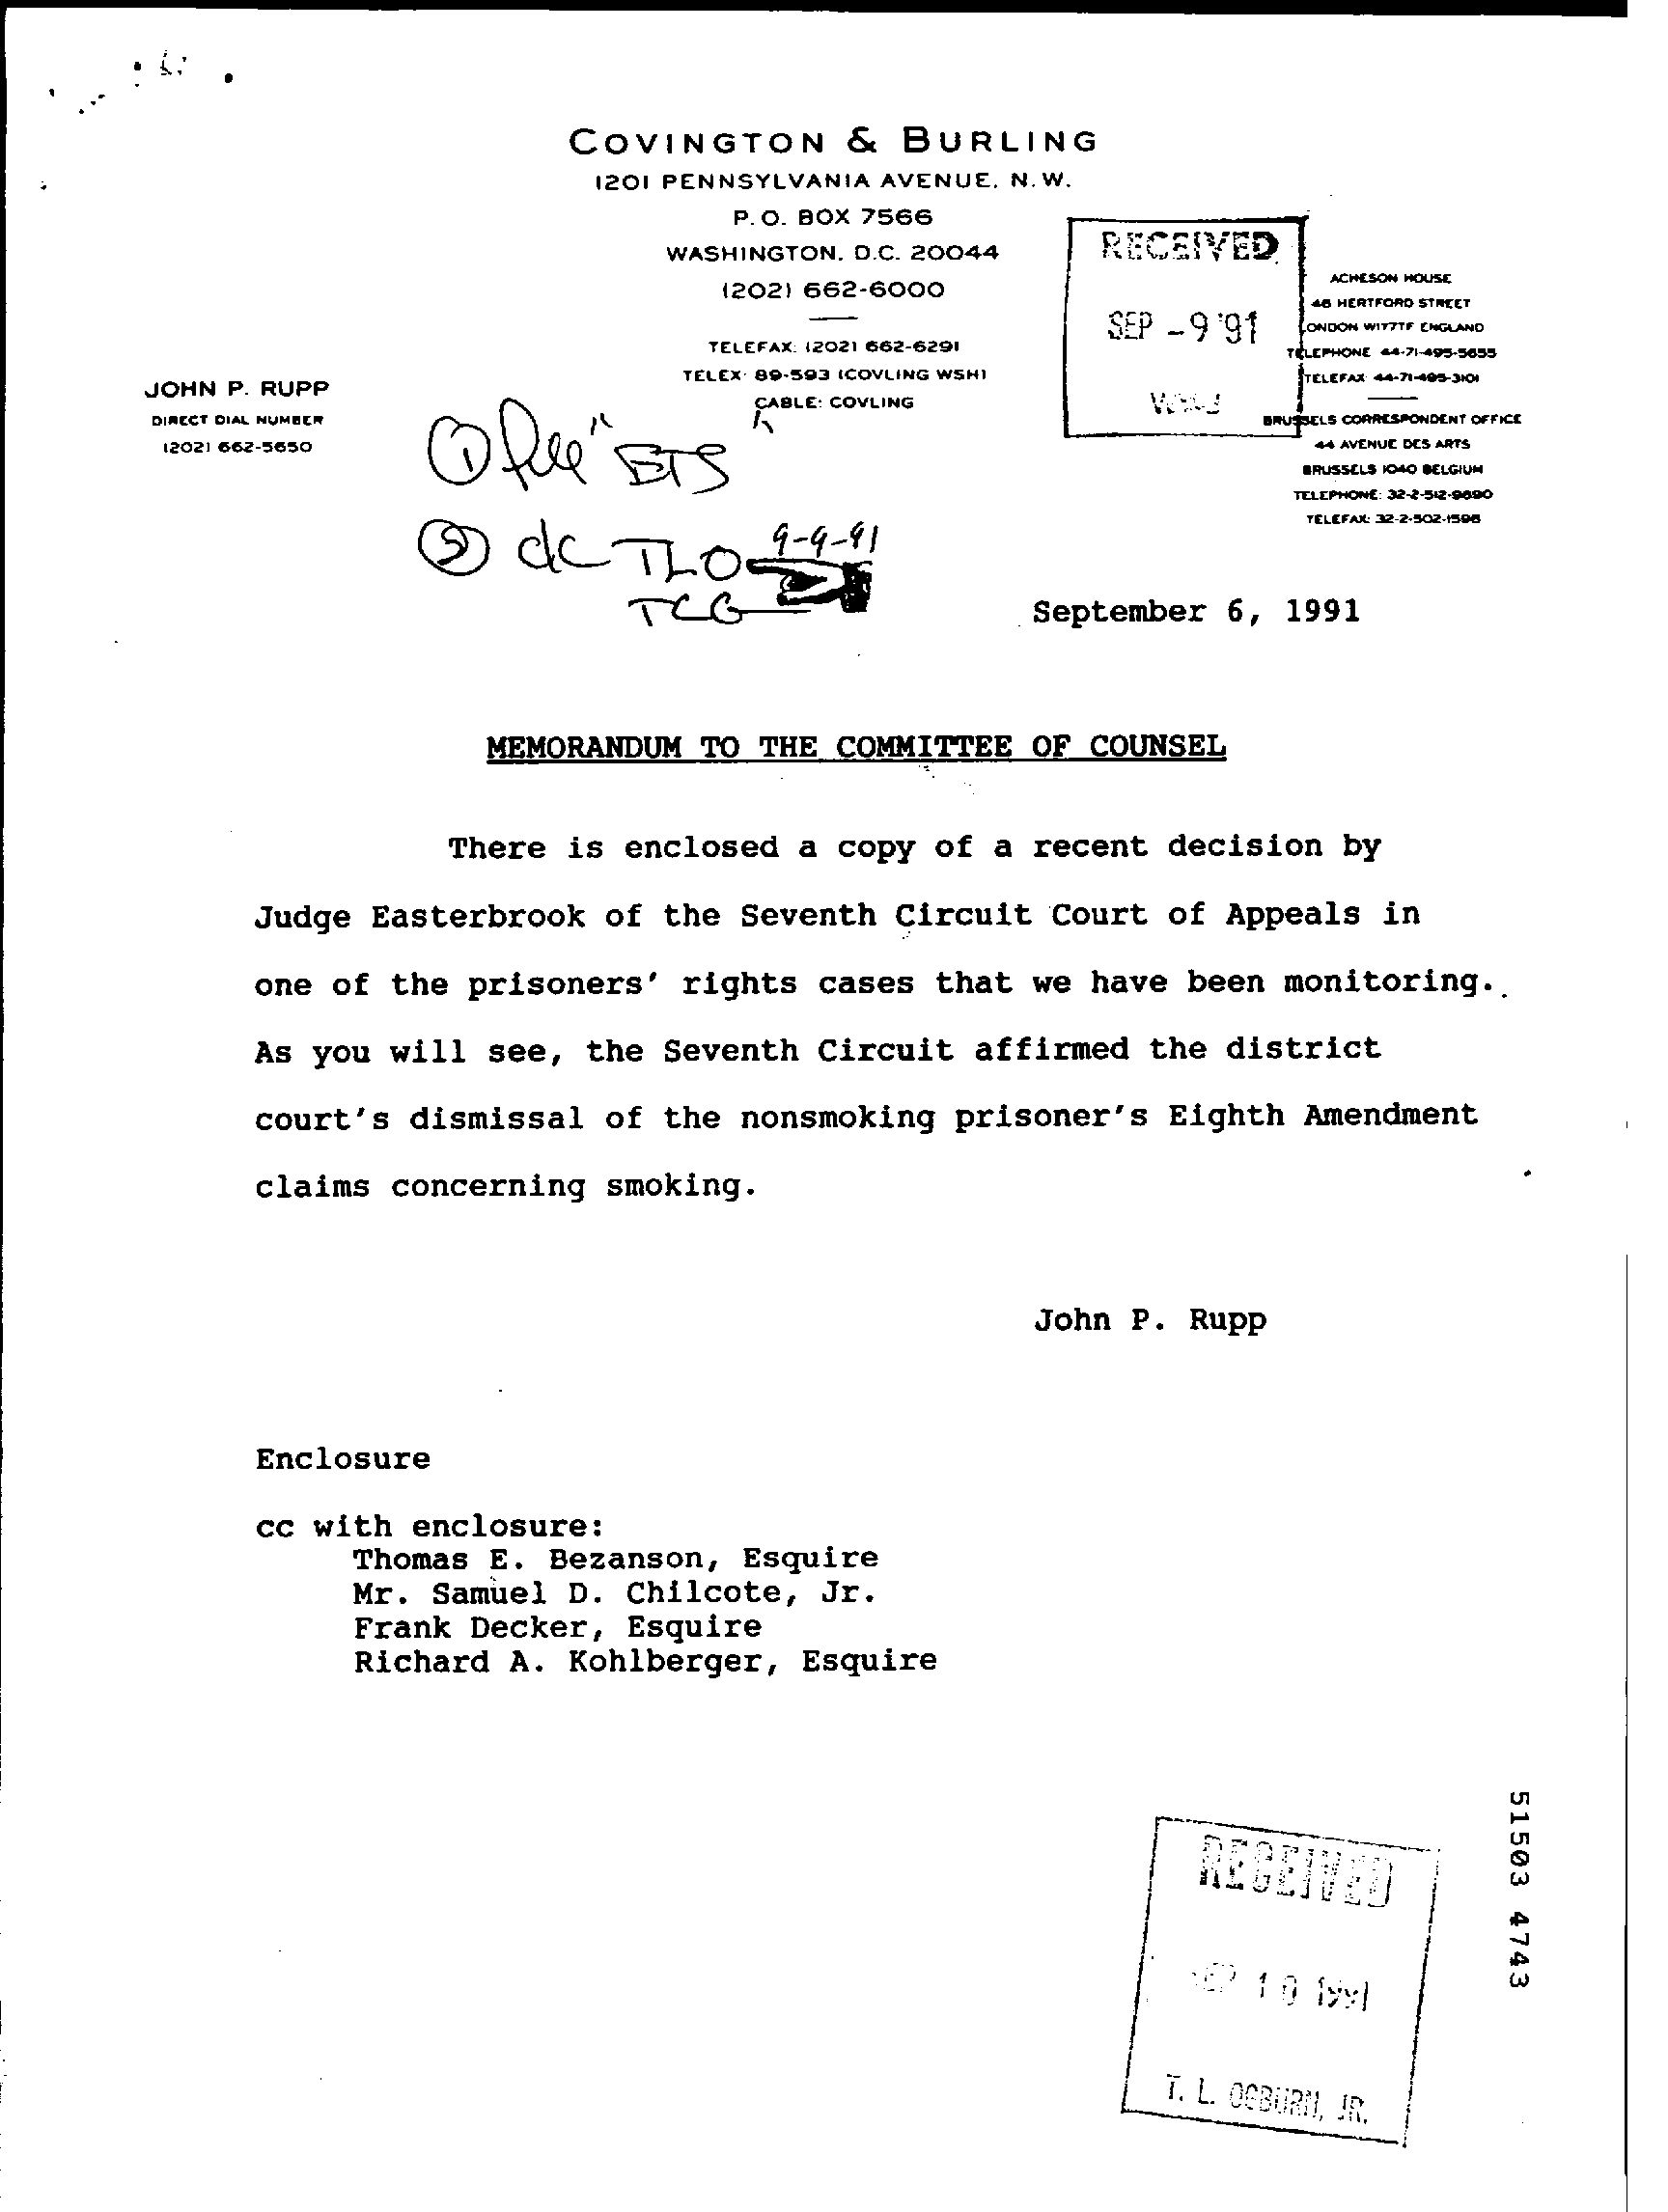 COVINGTON & BURLING
1201 PENNSYLVANIA AVENUE, N.W.
P.O. BOX 7566
WASHINGTON, D.C. 20044
(202) 662-6000
TELEFAX: (202) 662-6291
TELEX: 89-593 (COVLING WSH)
CABLE: COVLING
RECEIVED
SEP -9 '91
ACHESON HOUSE
46 HERTFORD STREET
LONDON W1Y7TF ENGLAND
TELEPHONE 44-71-495-5655
TELEFAX 44-71-495-3101
BRUSSELS CORRESPONDENT OFFICE
44 AVENUE DES ARTS
BRUSSELS 1040 BELGIUM
TELEPHONE: 32-2-512-9890
TELEFAX: 32-2-502-1598
JOHN P. RUPP
DIRECT DIAL NUMBER
(202) 662-5650
① file "ETS
② dc TLO 9-9-91
TCG
September 6, 1991
MEMORANDUM TO THE COMMITTEE OF COUNSEL
There is enclosed a copy of a recent decision by
Judge Easterbrook of the Seventh Circuit Court of Appeals in
one of the prisoners' rights cases that we have been monitoring.
As you will see, the Seventh Circuit affirmed the district
court's dismissal of the nonsmoking prisoner's Eighth Amendment
claims concerning smoking.
John P. Rupp
Enclosure
cc with enclosure:
Thomas E. Bezanson, Esquire
Mr. Samuel D. Chilcote, Jr.
Frank Decker, Esquire
Richard A. Kohlberger, Esquire
51503 4743
RECEIVED
SEP 10 1991
T. L. OGBURN, JR.